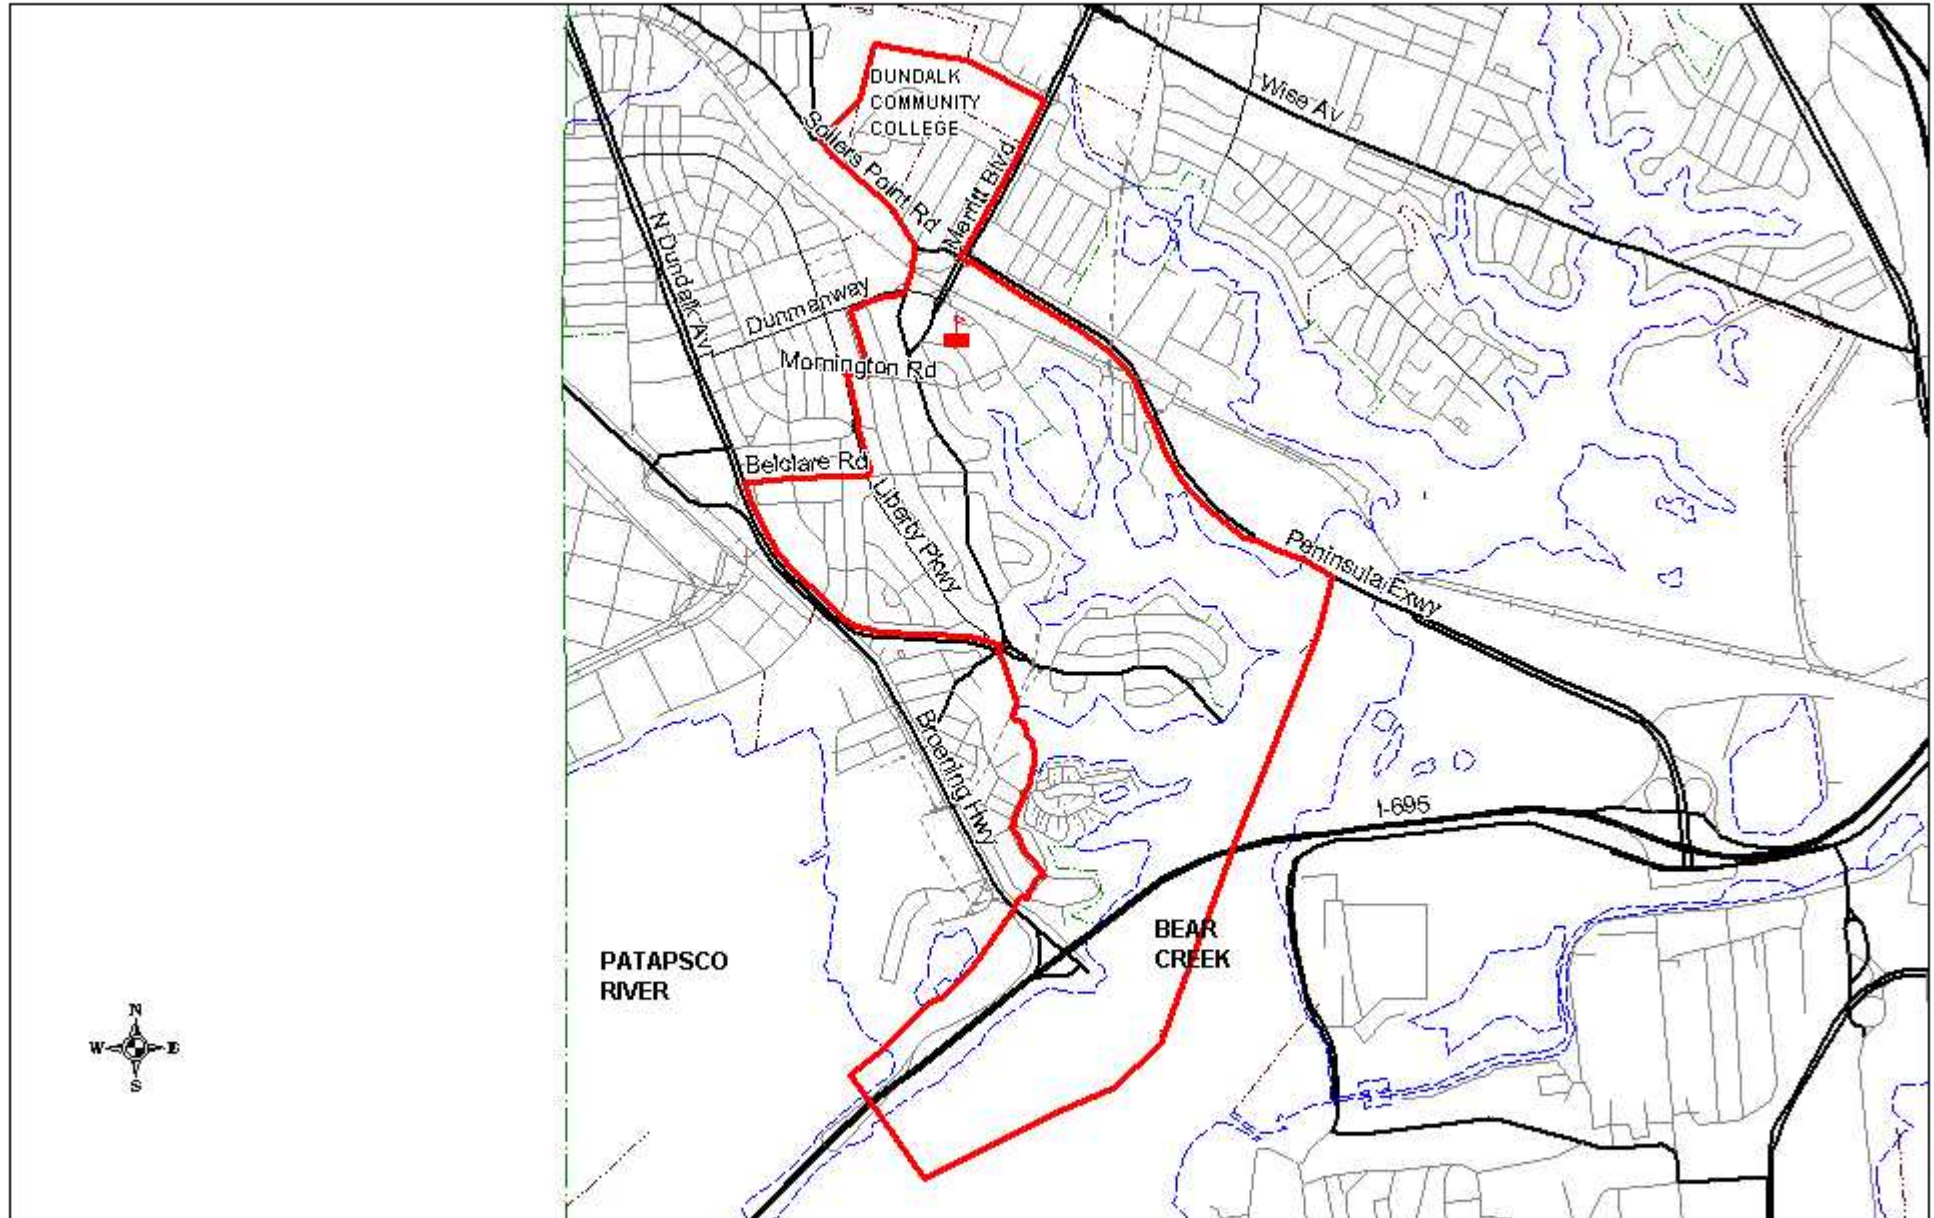 DUNDALK
COMMUNITY
COLLEGE
Wise Av
Sollers Point Rd
Merritt Blvd
N Dundalk Av
Dunmanway
Mornington Rd
Belclare Rd
Liberty Pkwy
Peninsula Exwy
Broening Hwy
I-695
BEAR
CREEK
PATAPSCO
RIVER
N
W E
S